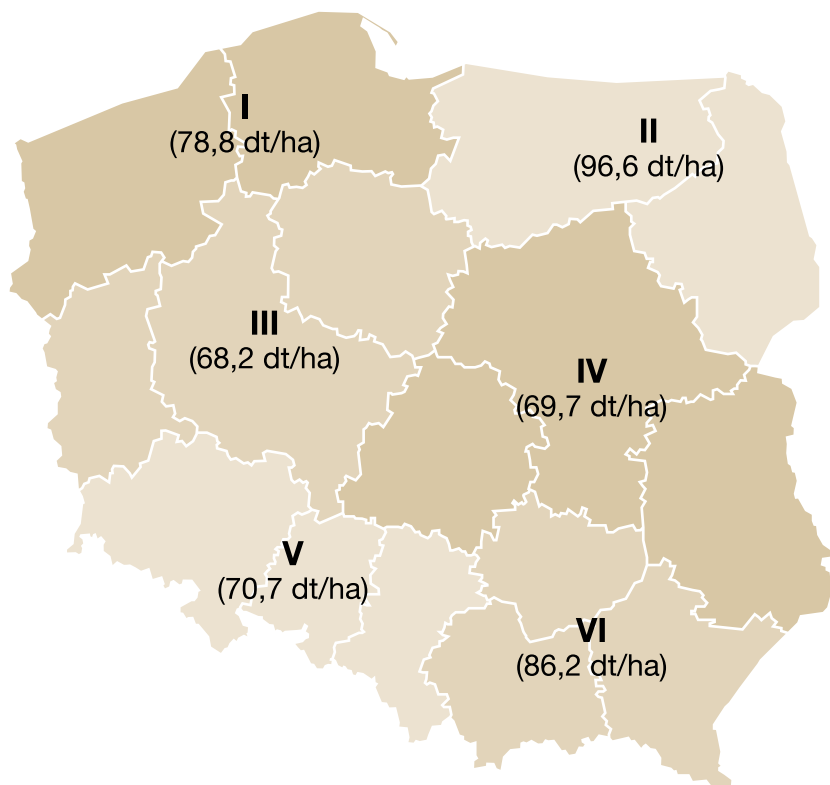 I
(78,8 dt/ha)
II
(96,6 dt/ha)
III
(68,2 dt/ha)
IV
(69,7 dt/ha)
V
(70,7 dt/ha)
VI
(86,2 dt/ha)